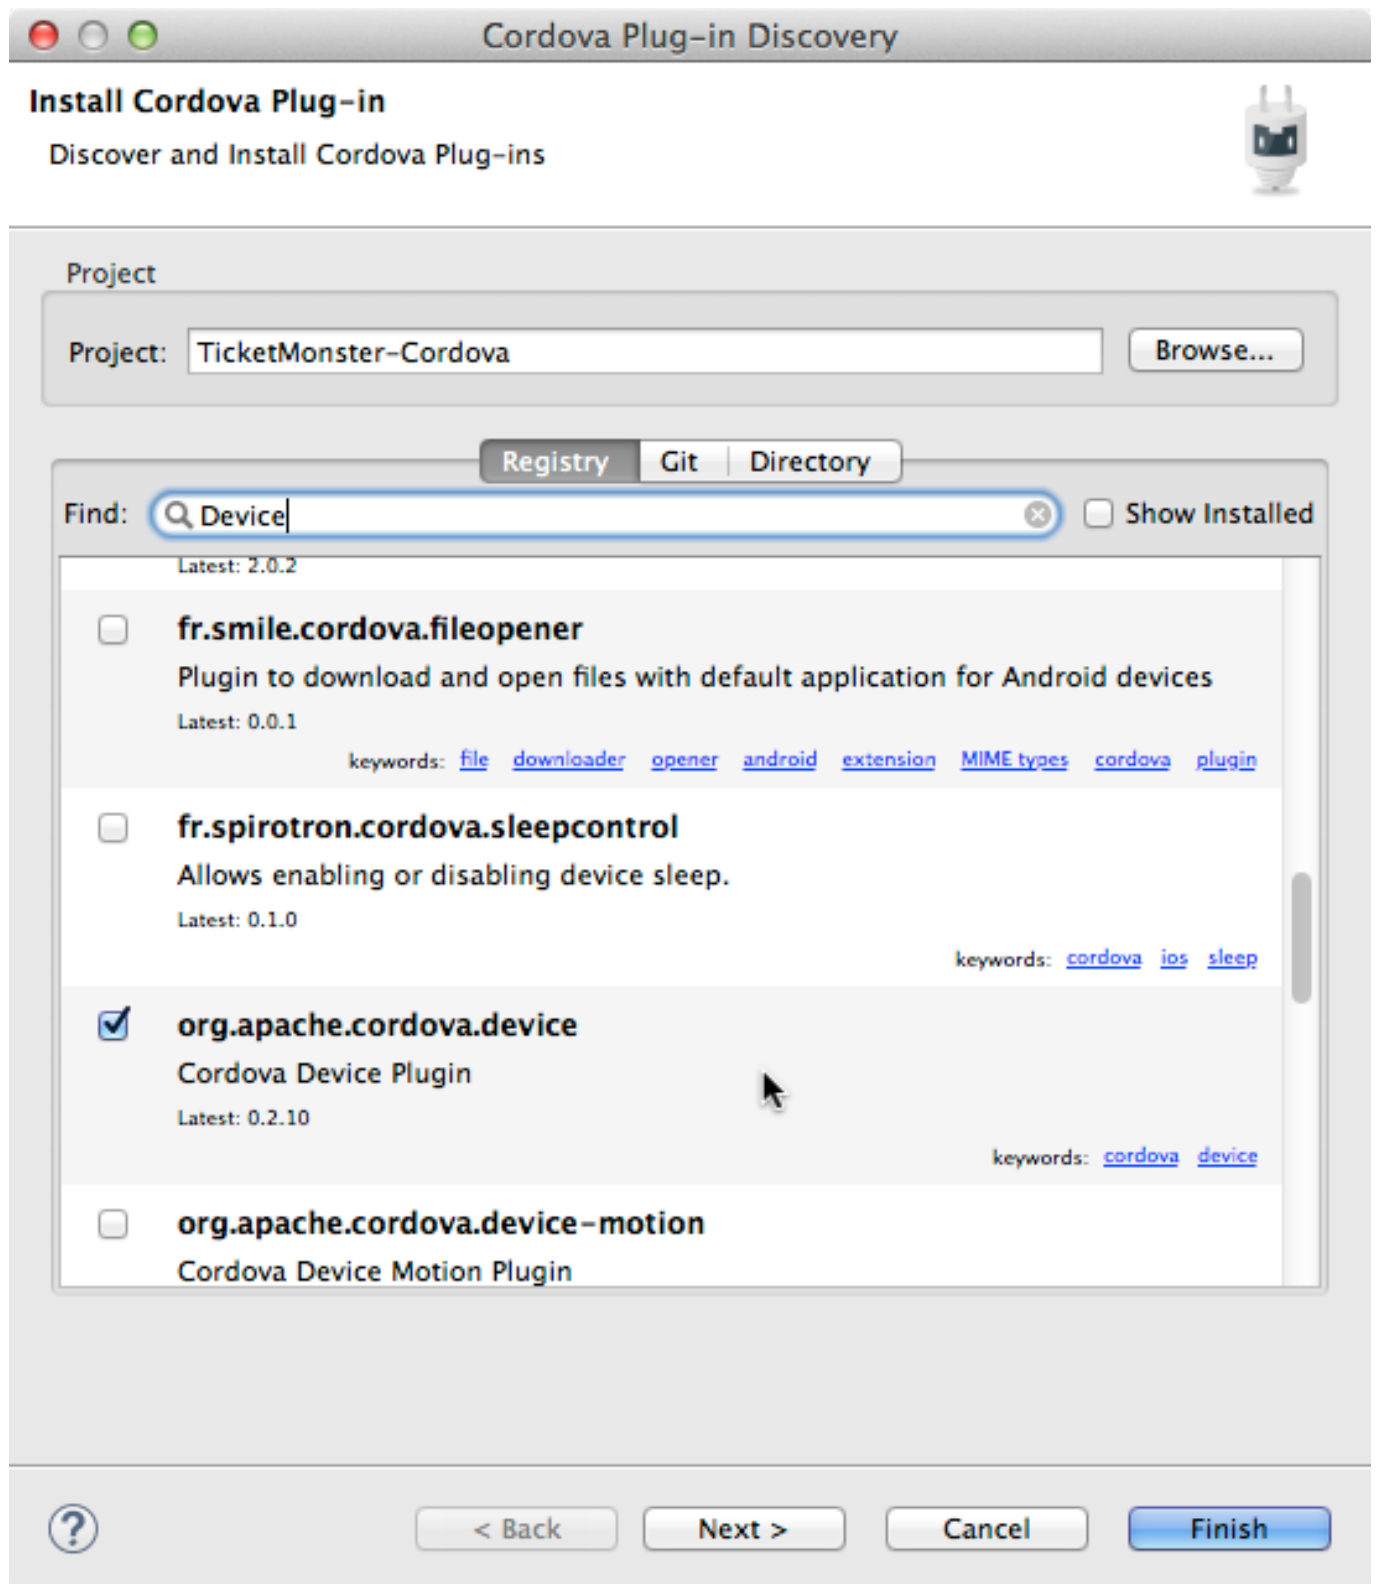 Cordova Plug-in Discovery
Install Cordova Plug-in
Discover and Install Cordova Plug-ins
Project
Project: TicketMonster-Cordova Browse...
Registry Git Directory
Find: Device Show Installed
Latest: 2.0.2
fr.smile.cordova.fileopener
Plugin to download and open files with default application for Android devices
Latest: 0.0.1
keywords: file downloader opener android extension MIME types cordova plugin
fr.spirotron.cordova.sleepcontrol
Allows enabling or disabling device sleep.
Latest: 0.1.0
keywords: cordova ios sleep
org.apache.cordova.device
Cordova Device Plugin
Latest: 0.2.10
keywords: cordova device
org.apache.cordova.device-motion
Cordova Device Motion Plugin
? < Back Next > Cancel Finish